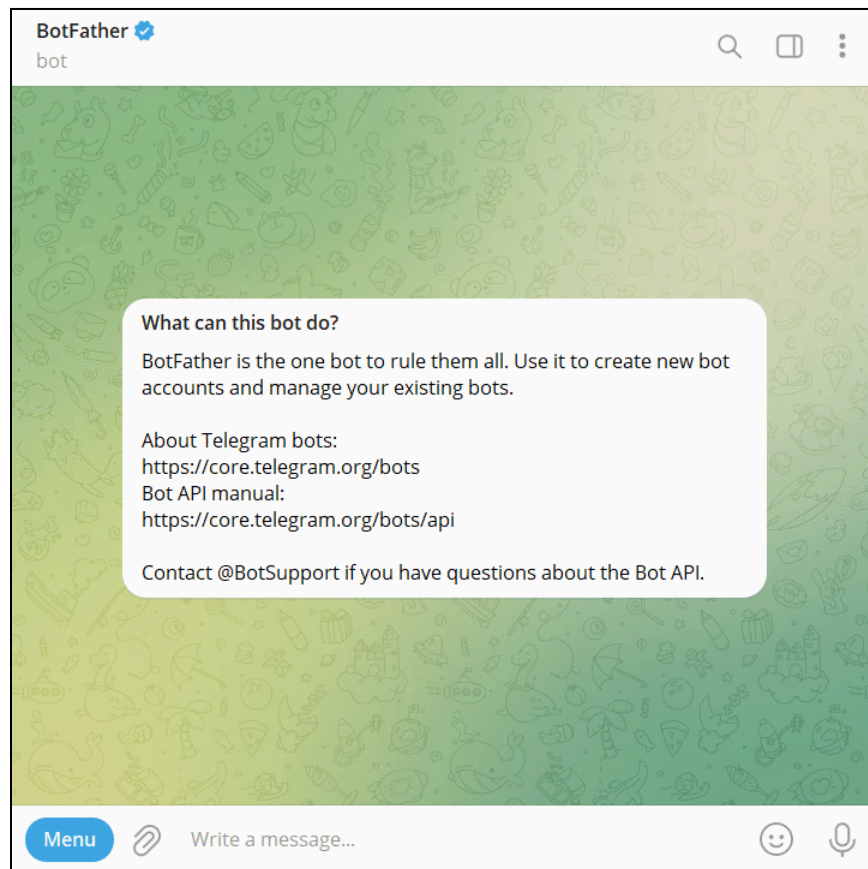 BotFather
bot
What can this bot do?
BotFather is the one bot to rule them all. Use it to create new bot
accounts and manage your existing bots.
About Telegram bots:
https://core.telegram.org/bots
Bot API manual:
https://core.telegram.org/bots/api
Contact @BotSupport if you have questions about the Bot API.
Menu
Write a message...